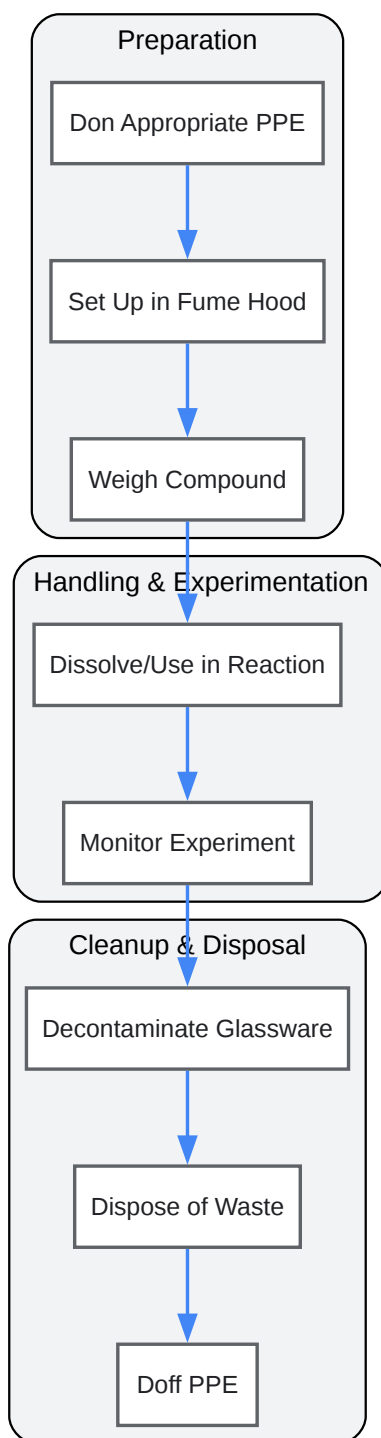 Preparation
Don Appropriate PPE
Set Up in Fume Hood
Weigh Compound
Handling & Experimentation
Dissolve/Use in Reaction
Monitor Experiment
Cleanup & Disposal
Decontaminate Glassware
Dispose of Waste
Doff PPE